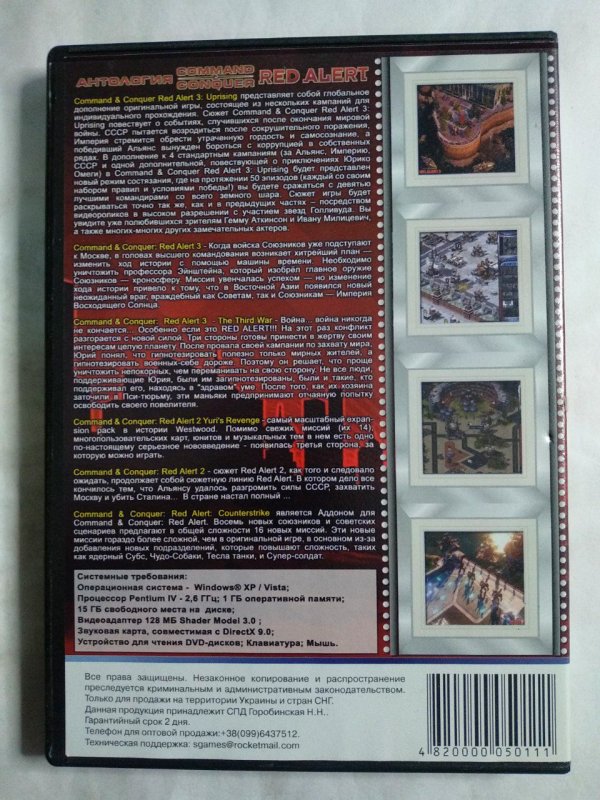 АНТОЛОГИЯ COMMAND CONQUER RED ALERT
Command & Conquer Red Alert 3: Uprising представляет собой глобальное
дополнение оригинальной игры, состоящее из нескольких кампаний для
индивидуального прохождения. Сюжет Command & Conquer Red Alert 3:
Uprising повествует о событиях, случившихся после окончания мировой
войны. СССР пытается возродиться после сокрушительного поражения,
Империя стремится обрести утраченную гордость и самосознание, а
победивший Альянс вынужден бороться с коррупцией в собственных
рядах. В дополнение к 4 стандартным кампаниям (за Альянс, Империю,
СССР и одной дополнительной, повествующей о приключениях Юрико
Омеги) в Command & Conquer Red Alert 3: Uprising будет представлен
новый режим состязания, где на протяжении 50 эпизодов (каждый со своим
набором правил и условиями победы!) вы будете сражаться с девятью
лучшими командирами со всего земного шара. Сюжет игры будет
раскрываться точно так же, как и в предыдущих частях – посредством
видеороликов в высоком разрешении с участием звезд Голливуда. Вы
увидите уже полюбившихся зрителям Гемму Аткинсон и Ивану Милицевич,
а также многих-многих других замечательных актеров.
Command & Conquer: Red Alert 3 - Когда войска Союзников уже подступают
к Москве, в головах высшего командования возникает хитрейший план —
изменить ход истории с помощью машины времени. Необходимо
уничтожить профессора Эйнштейна, который изобрёл главное оружие
Союзников — хроносферу. Миссия увенчалась успехом — но изменение
хода истории привело к тому, что в Восточной Азии появился новый
неожиданный враг, враждебный как Советам, так и Союзникам — Империя
Восходящего Солнца.
Command & Conquer: Red Alert 3 - The Third War - Война... война никогда
не кончается... Особенно если это RED ALERT!!! На этот раз конфликт
разгорается с новой силой. Три стороны готовы принести в жертву своим
интересам целую планету. После провала своей кампании по захвату мира,
Юрий понял, что гипнотизировать полезно только мирных жителей, а
гипнотизировать военных-себе дороже. Поэтому он решает, что проще
уничтожить непокорных, чем переманивать на свою сторону. Не все люди,
поддерживающие Юрия, были им загипнотизированы, были и такие, кто
поддерживал его, находясь в "здравом" уме. После того, как их хозяина
заточили в Пси-тюрьму, эти маньяки предпринимают отчаянную попытку
освободить своего повелителя.
Command & Conquer: Red Alert 2 Yuri's Revenge - самый масштабный expan-
sion pack в истории Westwood. Помимо свежих миссий (их 14),
многопользовательских карт, юнитов и музыкальных тем в нем есть одно
по-настоящему серьезное нововведение - появилась третья сторона, за
которую можно играть.
Command & Conquer: Red Alert 2 - сюжет Red Alert 2, как того и следовало
ожидать, продолжает собой сюжетную линию Red Alert. В котором дело все
кончилось тем, что Альянсу удалось разгромить силы СССР, захватить
Москву и убить Сталина... В стране настал полный ...
Command & Conquer: Red Alert: Counterstrike является Аддоном для
Command & Conquer: Red Alert. Восемь новых союзников и советских
сценариев предлагают в общей сложности 16 новых миссий. Эти новые
миссии гораздо более сложной, чем в оригинальной игре, в основном из-за
добавления новых подразделений, которые повышают сложность, таких
как ядерный Субс, Чудо-Собаки, Тесла танки, и Супер-солдат.
Системные требования:
Операционная система - Windows® XP / Vista;
Процессор Pentium IV - 2,6 ГГц; 1 ГБ оперативной памяти;
15 ГБ свободного места на диске;
Видеоадаптер 128 МБ Shader Model 3.0 ;
Звуковая карта, совместимая с DirectX 9.0;
Устройство для чтения DVD-дисков; Клавиатура; Мышь.
Все права защищены. Незаконное копирование и распространение
преследуется криминальным и административным законодательством.
Только для продажи на территории Украины и стран СНГ.
Данная продукция принадлежит СПД Горобинская Н.Н..
Гарантийный срок 2 дня.
Телефон для оптовой продажи:+38(099)6437512.
Техническая поддержка: sgames@rocketmail.com
4 820000 050111